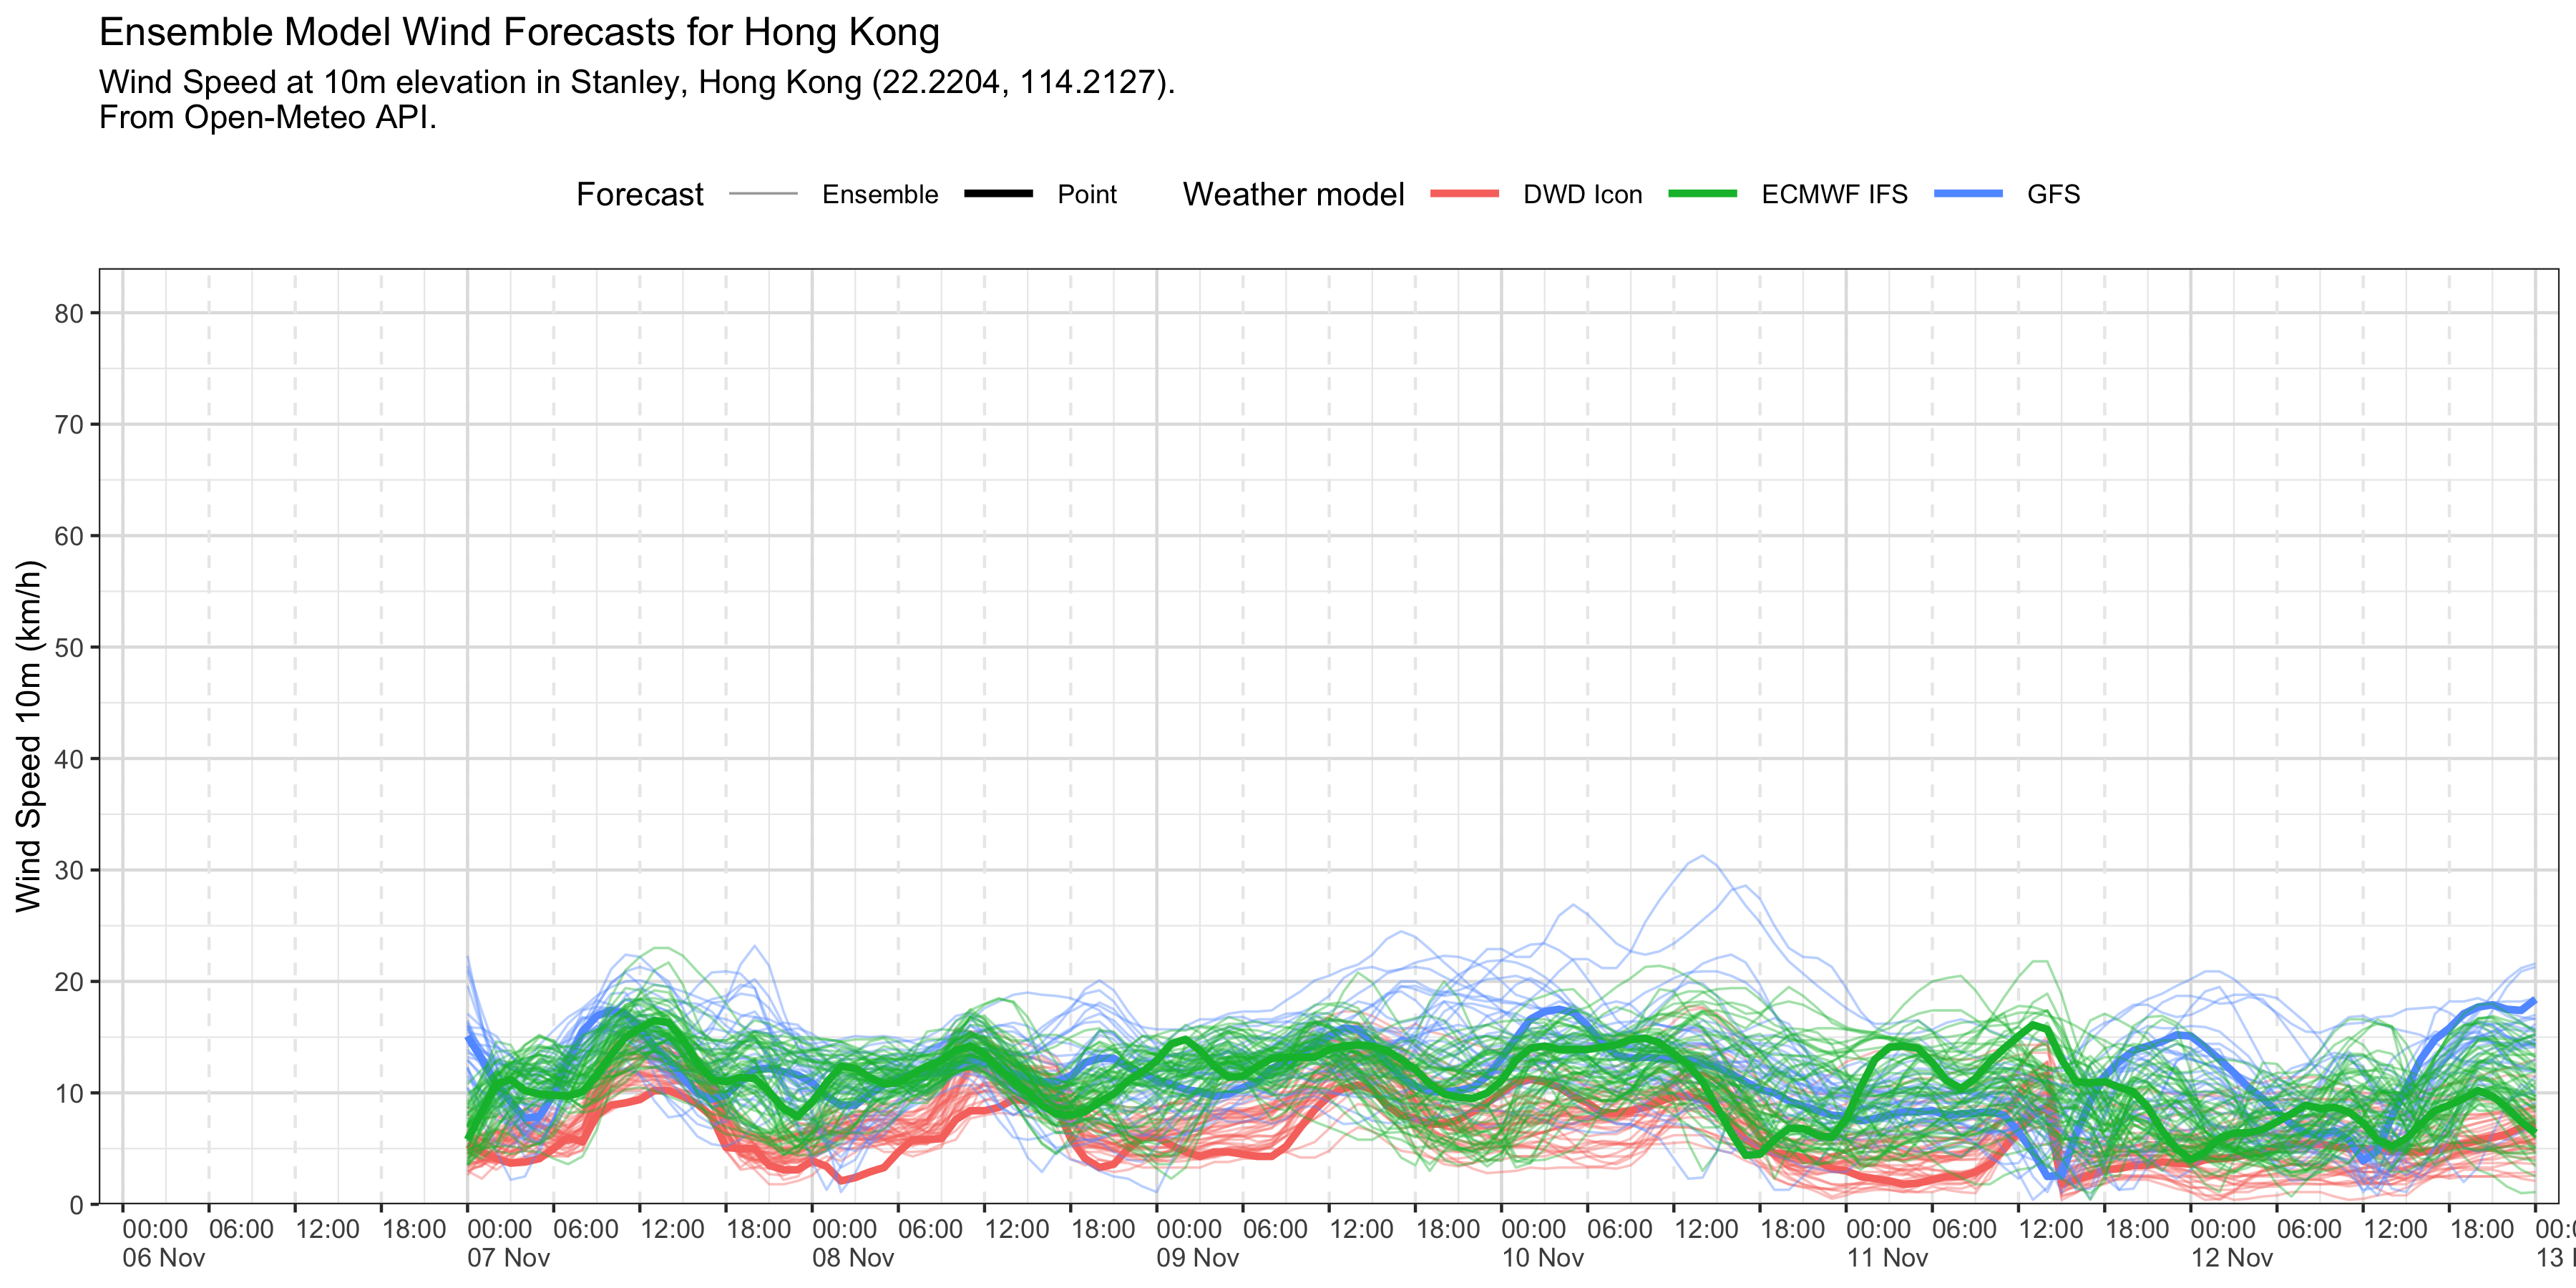 Ensemble Model Wind Forecasts for Hong Kong
Wind Speed at 10m elevation in Stanley, Hong Kong (22.2204, 114.2127).
From Open-Meteo API.
Forecast Ensemble Point Weather model DWD Icon ECMWF IFS GFS
Wind Speed 10m (km/h)
80
70
60
50
40
30
20
10
0
00:00 06:00 12:00 18:00 00:00 06:00 12:00 18:00 00:00 06:00 12:00 18:00 00:00 06:00 12:00 18:00 00:00 06:00 12:00 18:00 00:00 06:00 12:00 18:00 00:00 06:00 12:00 18:00
06 Nov 07 Nov 08 Nov 09 Nov 10 Nov 11 Nov 12 Nov 13